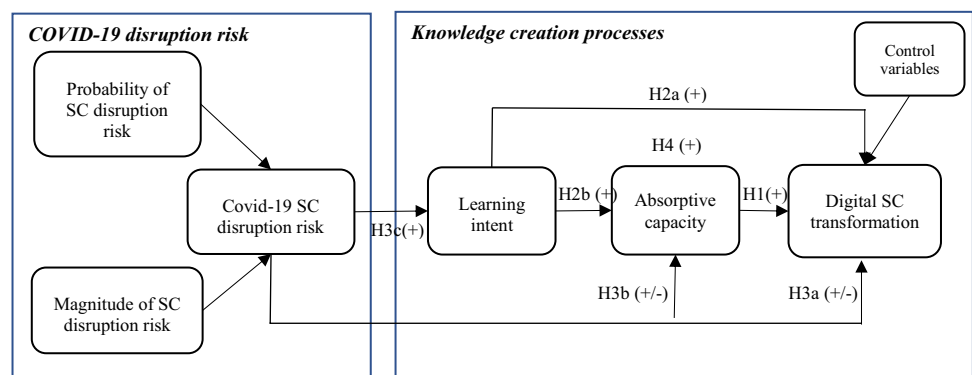 COVID-19 disruption risk
Probability of
SC disruption
risk
Covid-19 SC
disruption risk
Magnitude of SC
disruption risk
Knowledge creation processes
Control
variables
H2a (+)
H4 (+)
H3c(+)
Learning
intent
H2b (+)
Absorptive
capacity
H1(+)
Digital SC
transformation
H3b (+/-)
H3a (+/-)